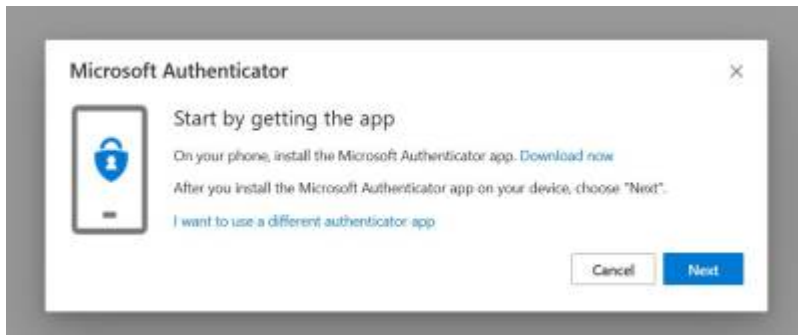 Microsoft Authenticator
Start by getting the app
On your phone, install the Microsoft Authenticator app. Download now
After you install the Microsoft Authenticator app on your device, choose "Next".
I want to use a different authenticator app
Cancel
Next